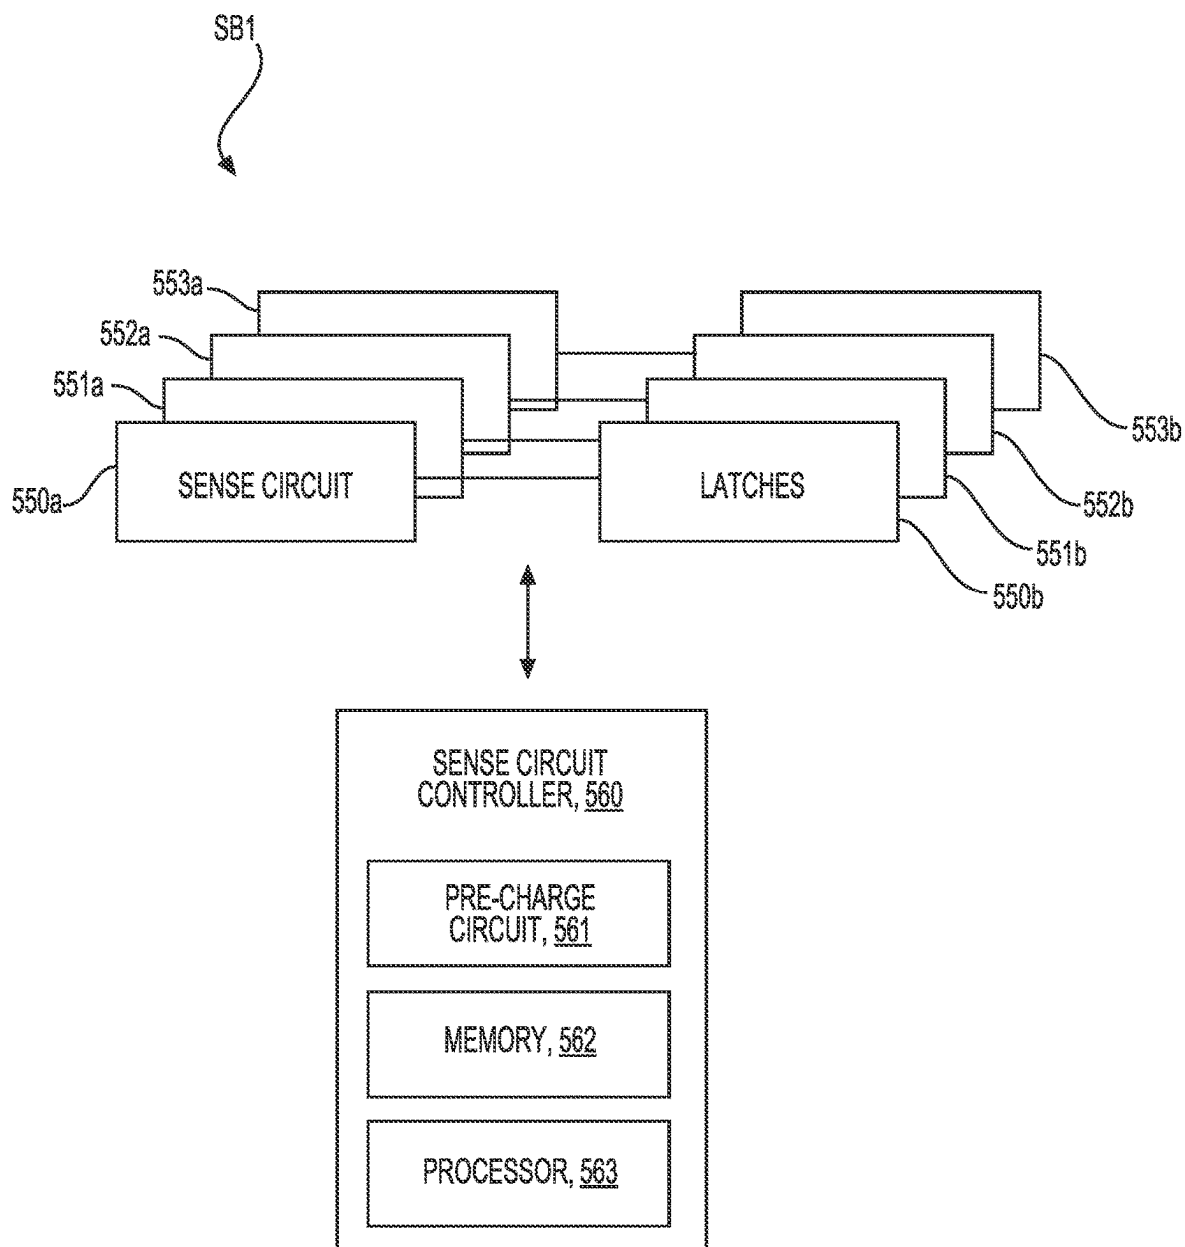 SB1
553a
552a
551a
550a
SENSE CIRCUIT
LATCHES
553b
552b
551b
550b
SENSE CIRCUIT
CONTROLLER, 560
PRE-CHARGE
CIRCUIT, 561
MEMORY, 562
PROCESSOR, 563